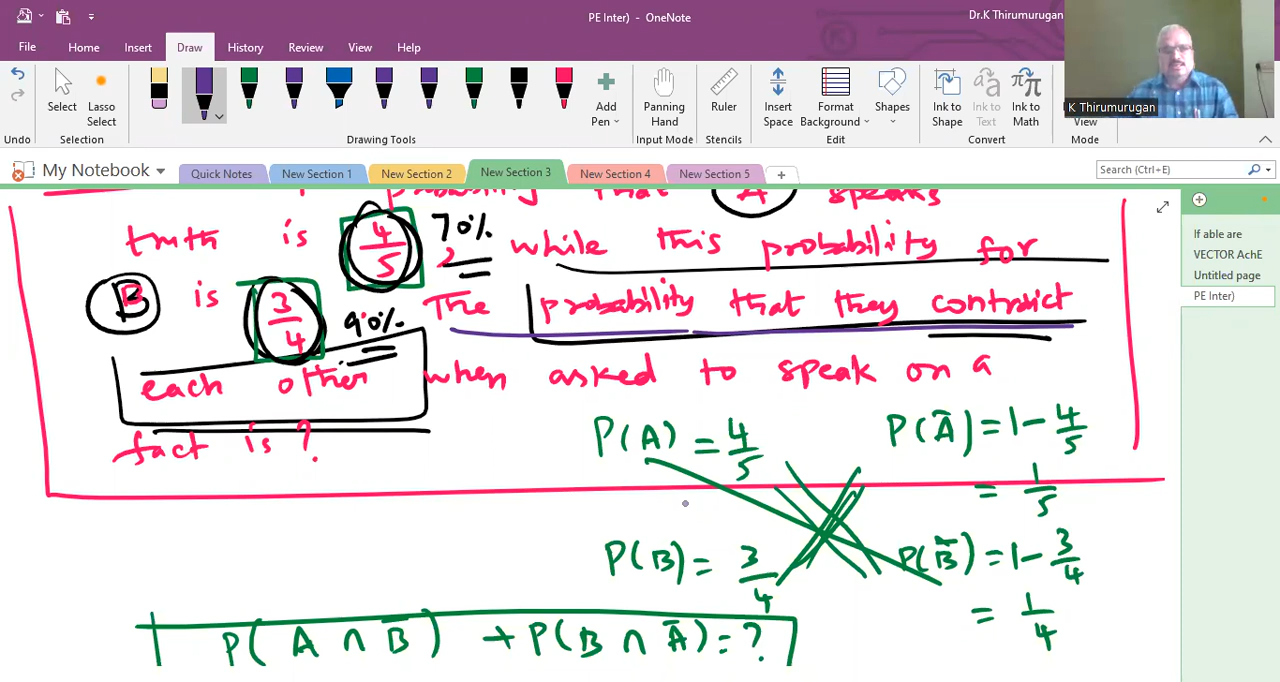 PE Inter) - OneNote
Dr.K Thirumurugan
File Home Insert Draw History Review View Help
Select Lasso Select Add Pen Panning Hand Ruler Insert Space Format Background Shapes Ink to Shape Ink to Text Ink to Math View
Undo Selection Drawing Tools Input Mode Stencils Edit Convert Mode
K Thirumurugan
My Notebook Quick Notes New Section 1 New Section 2 New Section 3 New Section 4 New Section 5 Search (Ctrl+E)
If able are
VECTOR AchE
Untitled page
PE Inter)
probability that A speaks
truth is 4/5 70% while this probability for
B is 3/4 90% The probability that they contradict
each other when asked to speak on a
fact is ?
P(A) = 4/5 P(Ā) = 1 - 4/5
= 1/5
P(B) = 3/4 P(B̄) = 1 - 3/4
= 1/4
P(A ∩ B̄) + P(B ∩ Ā) = ?